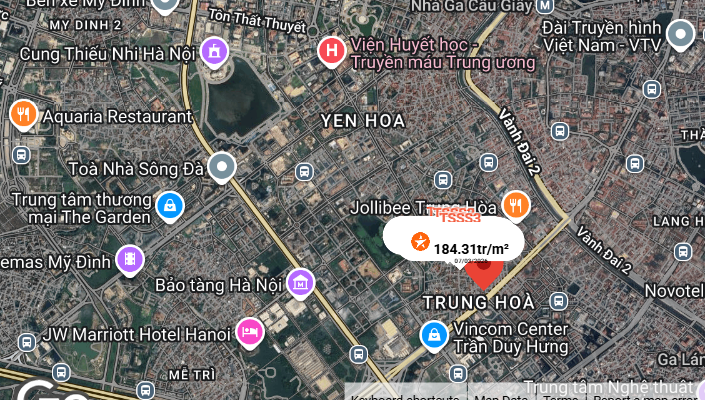 Bến xe Mỹ Đình
MY DINH 2
Tôn Thất Thuyết
Nhà Ga Cầu Giấy
Đài Truyền hình
Việt Nam - VTV
Cung Thiếu Nhi Hà Nội
Viện Huyết học -
Truyền máu Trung ương
Aquaria Restaurant
YEN HOA
Vành Đai 2
Toà Nhà Sông Đà
Trung tâm thương
mại The Garden
Jollibee Trung Hòa
TSSS3
LANG H
184.31tr/m²
Vành Đai 2
emas Mỹ Đình
Bảo tàng Hà Nội
TRUNG HOÀ
Novotel
JW Marriott Hotel Hanoi
Vincom Center
Trần Duy Hưng
Ga Lán
MỄ TRÌ
Trung tâm Nghệ thuật
Keyboard shortcuts
Map Data
Terms
Report a map error